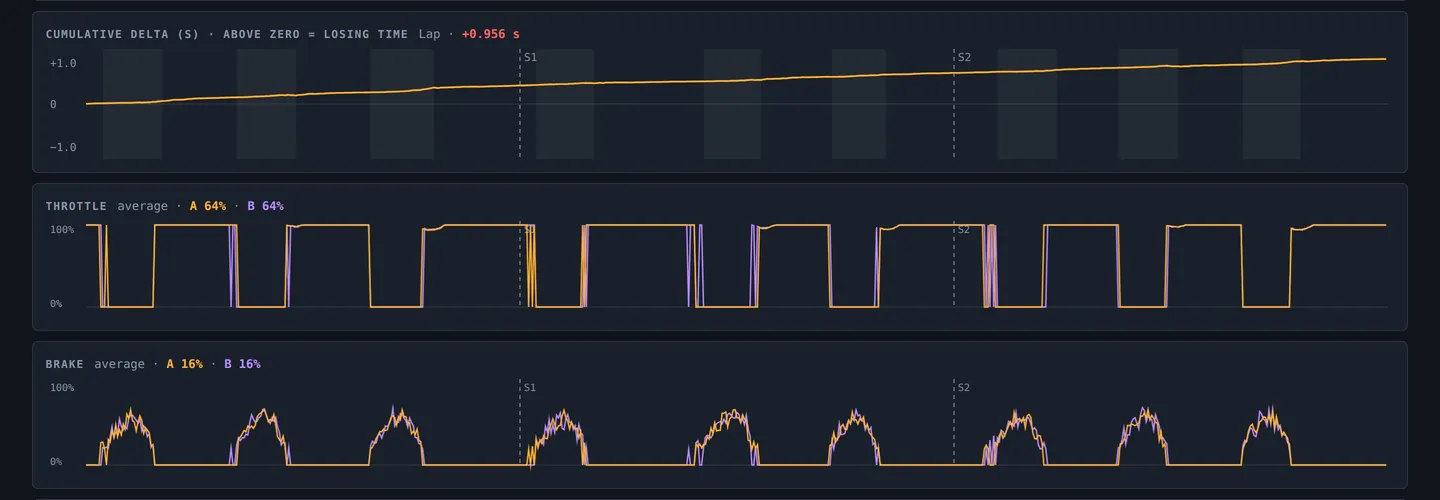 CUMULATIVE DELTA (S) · ABOVE ZERO = LOSING TIME Lap · +0.956 s
S1
S2
+1.0
0
−1.0
THROTTLE average · A 64% · B 64%
100%
S1
S2
0%
BRAKE average · A 16% · B 16%
100%
S1
S2
0%